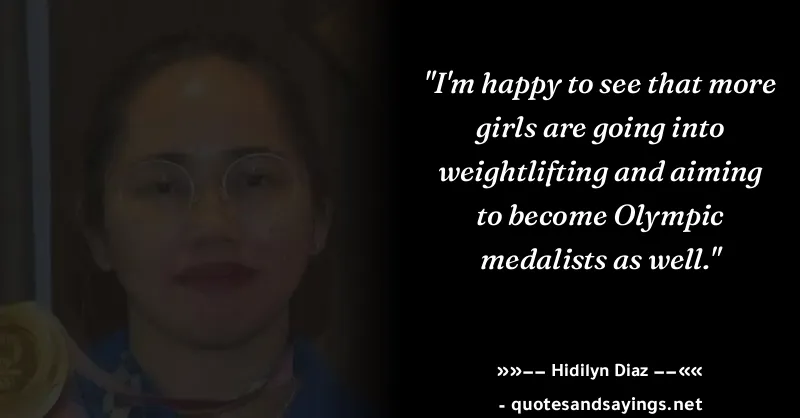 "I'm happy to see that more
girls are going into
weightlifting and aiming
to become Olympic
medalists as well."
»»–– Hidilyn Diaz ––««
- quotesandsayings.net